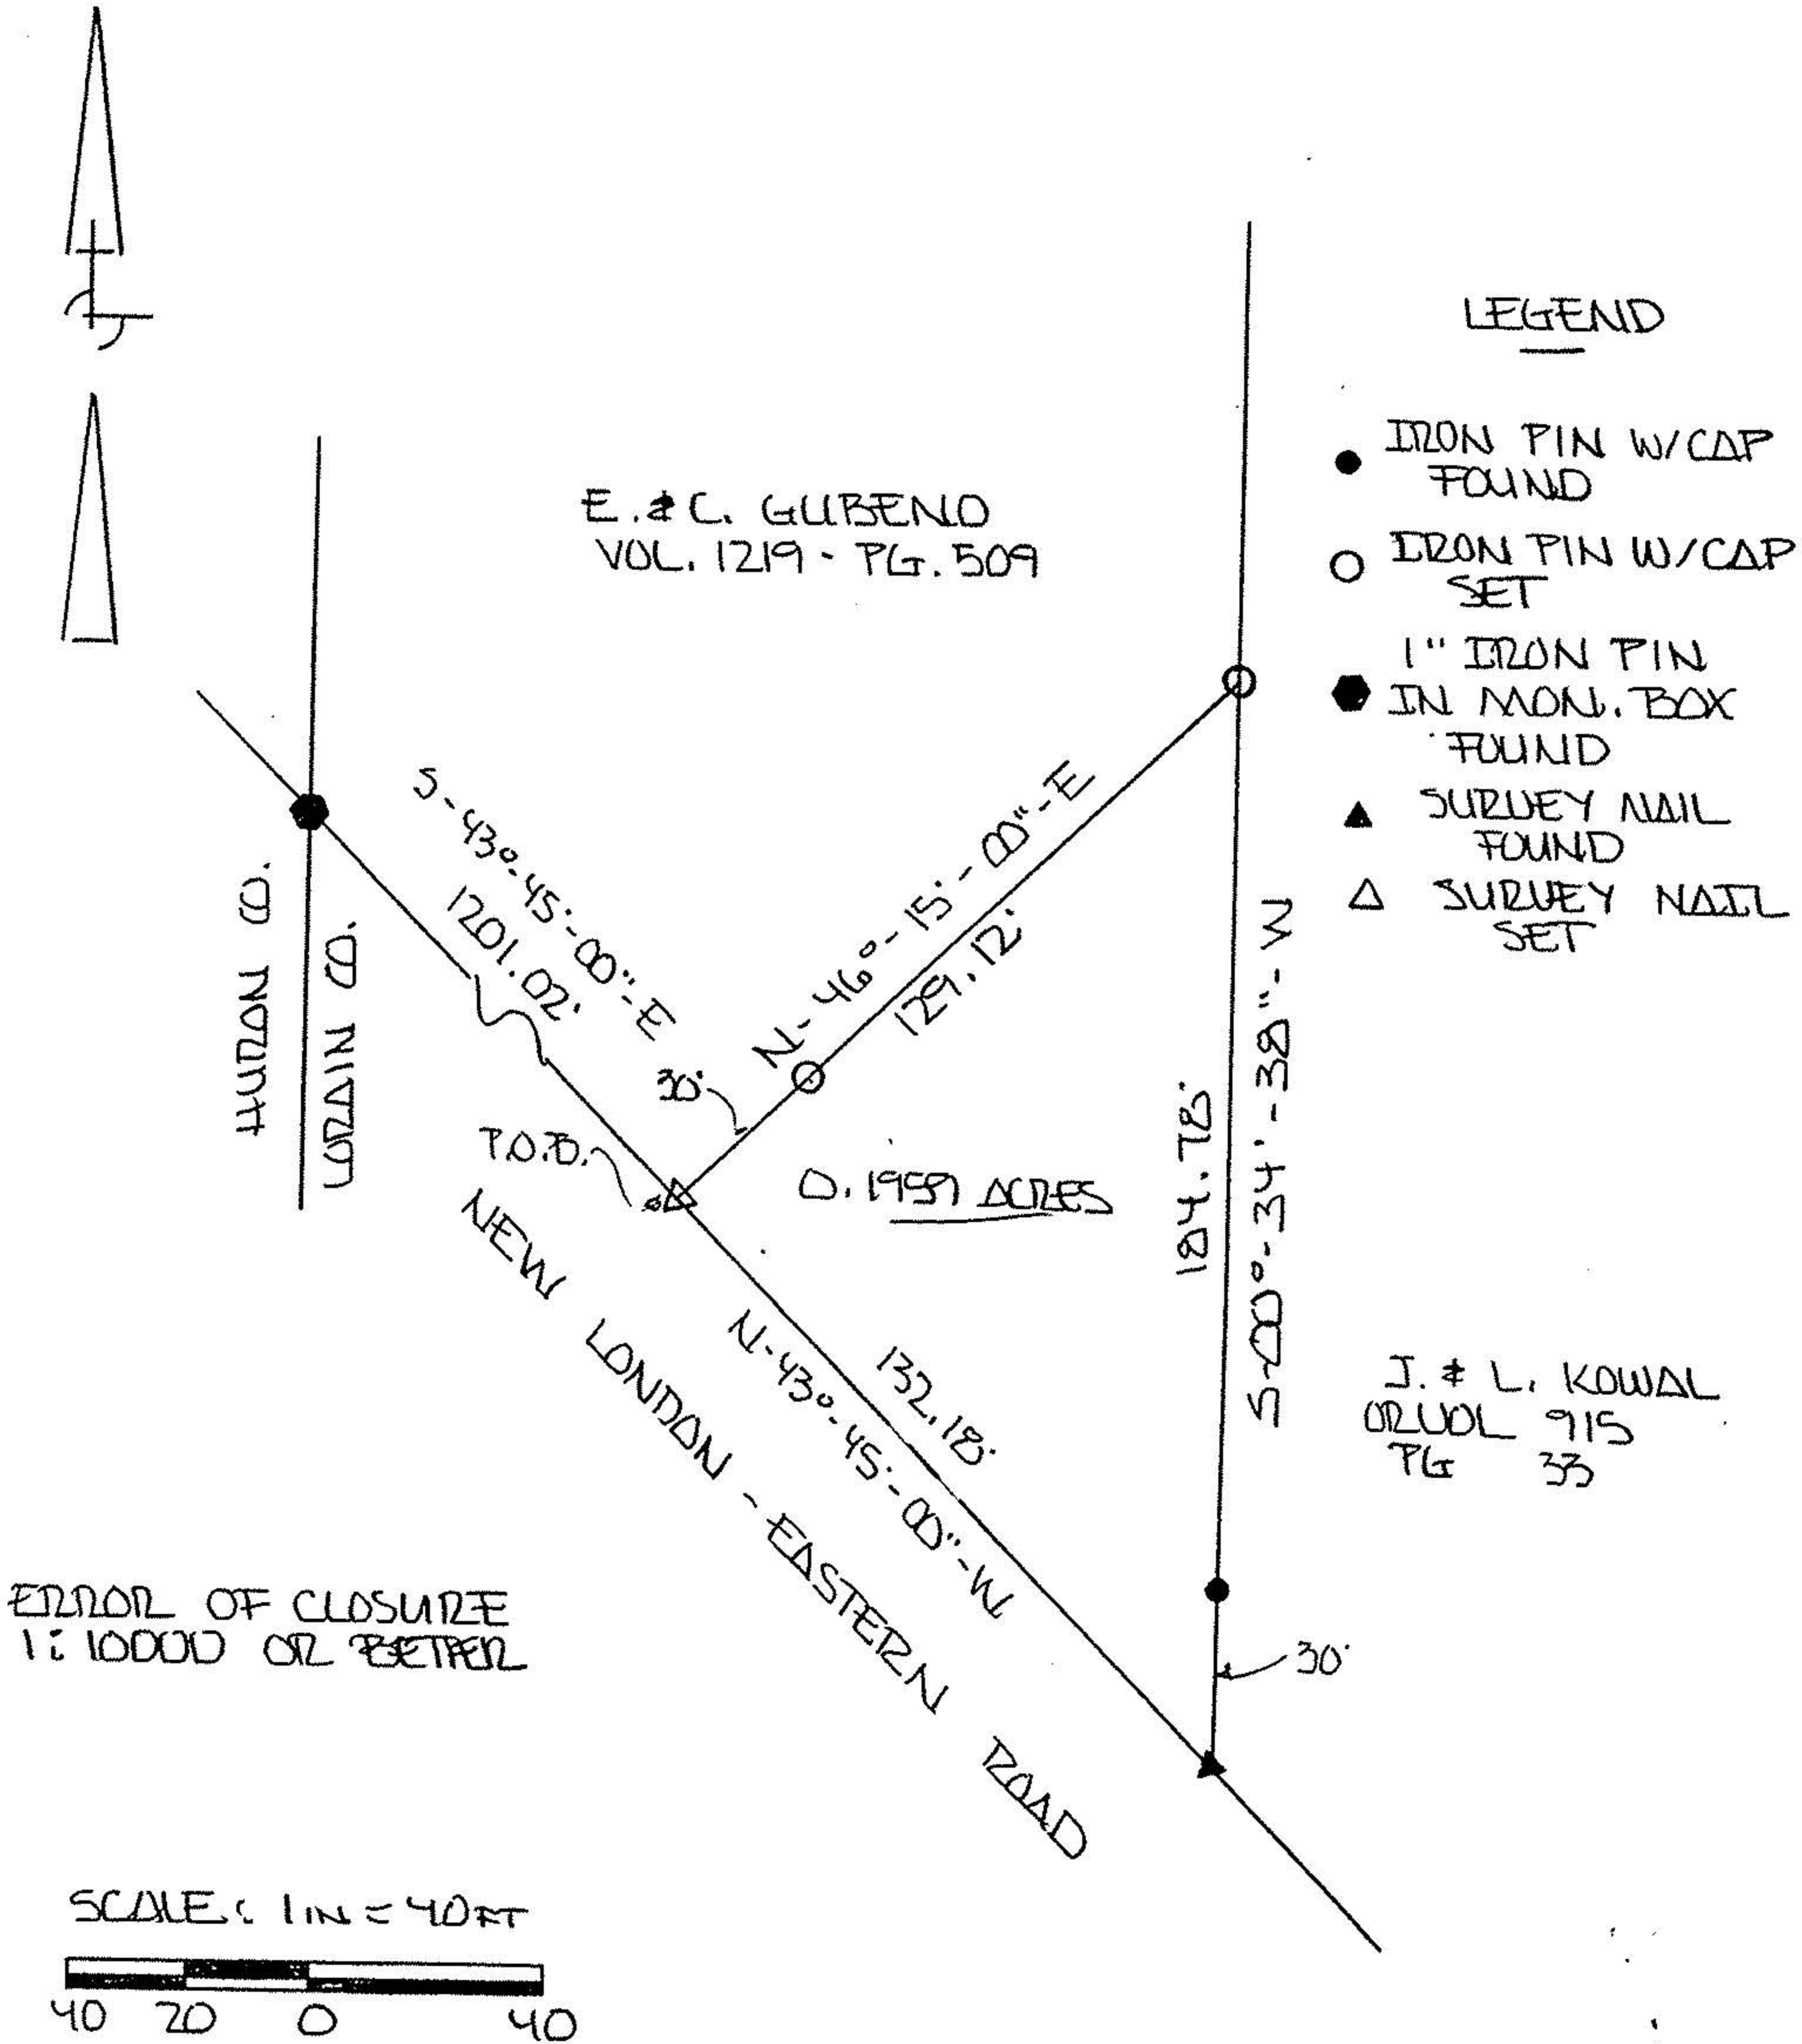 LEGEND
IRON PIN W/CAP
FOUND
IRON PIN W/CAP
SET
1" IRON PIN
IN MON. BOX
FOUND
SURVEY NAIL
FOUND
SURVEY NAIL
SET
E. & C. GUBENO
VOL. 1219 - PG. 509
S-43°-45'-00"-E
1201.02'
HURON CO.
LORAIN CO.
N-46°-15'-00"-E
129.12'
30'
P.O.B.
0.1959 ACRES
184.78'
S-00°-34'-38"-W
NEW LONDON - EASTERN ROAD
132.18'
N-43°-45'-00"-W
J. & L. KOWAL
ORVOL 915
PG 33
30'
ERROR OF CLOSURE
1:10000 OR BETTER
SCALE: 1 IN = 40 FT
40 20 0 40